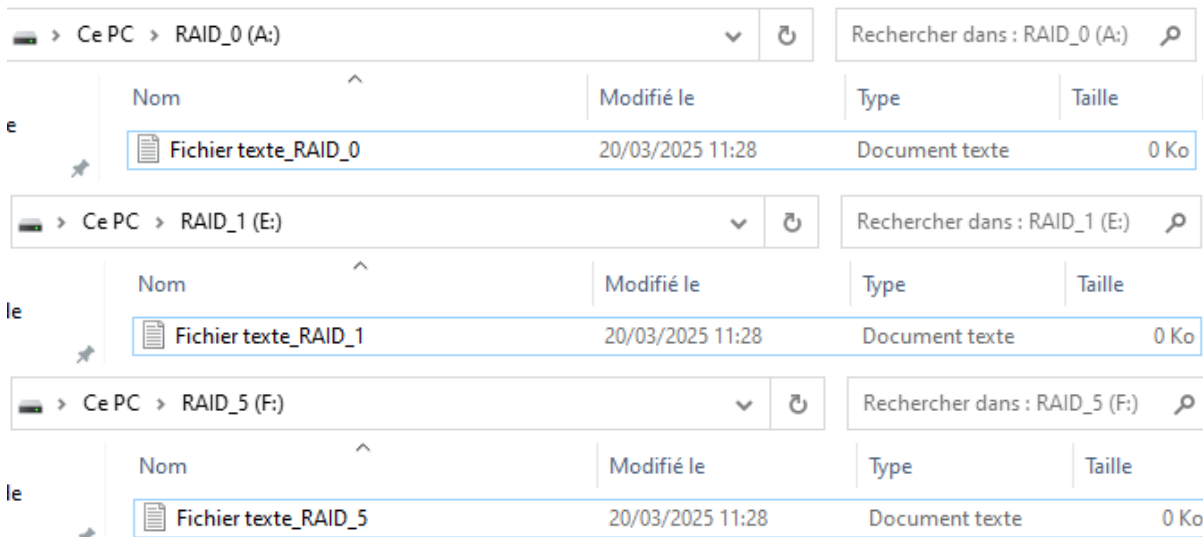 Ce PC > RAID_0 (A:) Rechercher dans : RAID_0 (A:)
Nom Modifié le Type Taille
e
Fichier texte_RAID_0 20/03/2025 11:28 Document texte 0 Ko
Ce PC > RAID_1 (E:) Rechercher dans : RAID_1 (E:)
Nom Modifié le Type Taille
le
Fichier texte_RAID_1 20/03/2025 11:28 Document texte 0 Ko
Ce PC > RAID_5 (F:) Rechercher dans : RAID_5 (F:)
Nom Modifié le Type Taille
le
Fichier texte_RAID_5 20/03/2025 11:28 Document texte 0 Ko